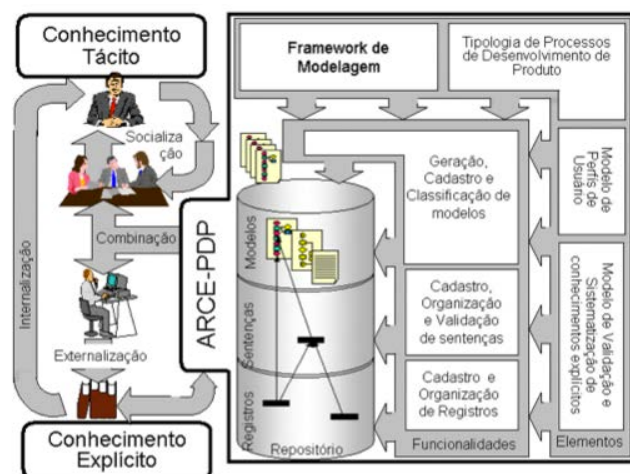 Conhecimento
Tácito
Socializa
ção
Combinação
Internalização
Externalização
Conhecimento
Explícito
ARCE-PDP
Framework de
Modelagem
Tipologia de Processos
de Desenvolvimento de
Produto
Geração,
Cadastro e
Classificação de
modelos
Cadastro,
Organização
e Validação
de sentenças
Cadastro e
Organização
de Registros
Modelos
Sentenças
Registros
Repositório
Funcionalidades
Modelo de
Perfís de
Usuário
Modelo de Validação e
Sistematização de
conhecimentos explícitos
Elementos